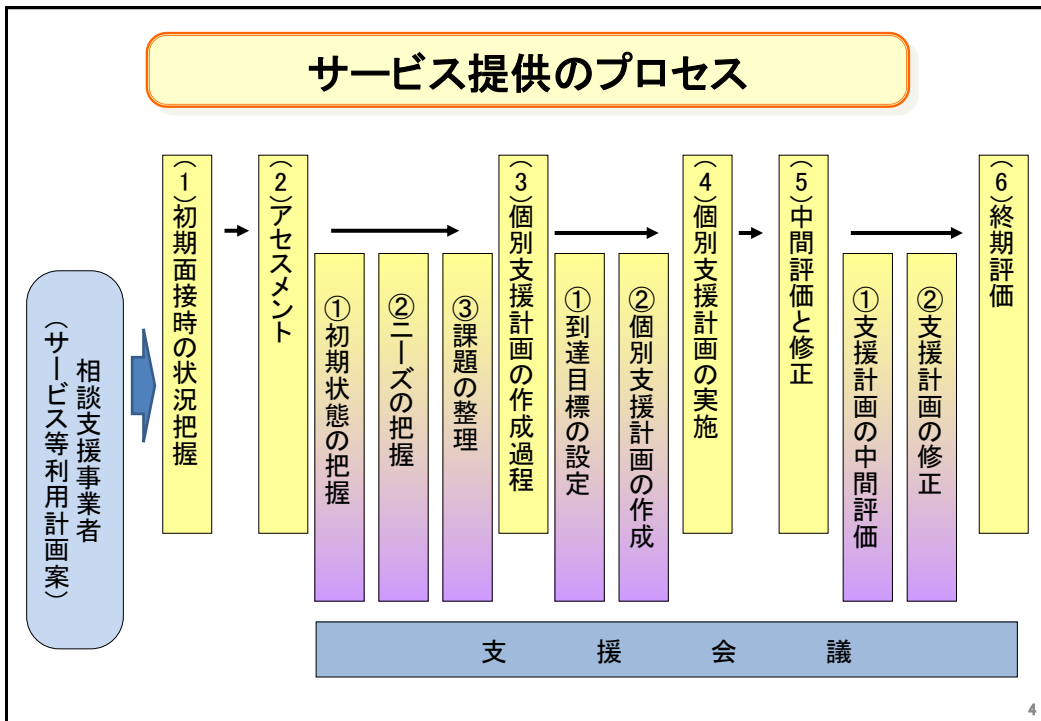 サービス提供のプロセス
相談支援事業者
（サービス等利用計画案）
（1）初期面接時の状況把握
（2）アセスメント
①初期状態の把握
②ニーズの把握
③課題の整理
（3）個別支援計画の作成過程
①到達目標の設定
②個別支援計画の作成
（4）個別支援計画の実施
（5）中間評価と修正
①支援計画の中間評価
②支援計画の修正
（6）終期評価
支援会議
4